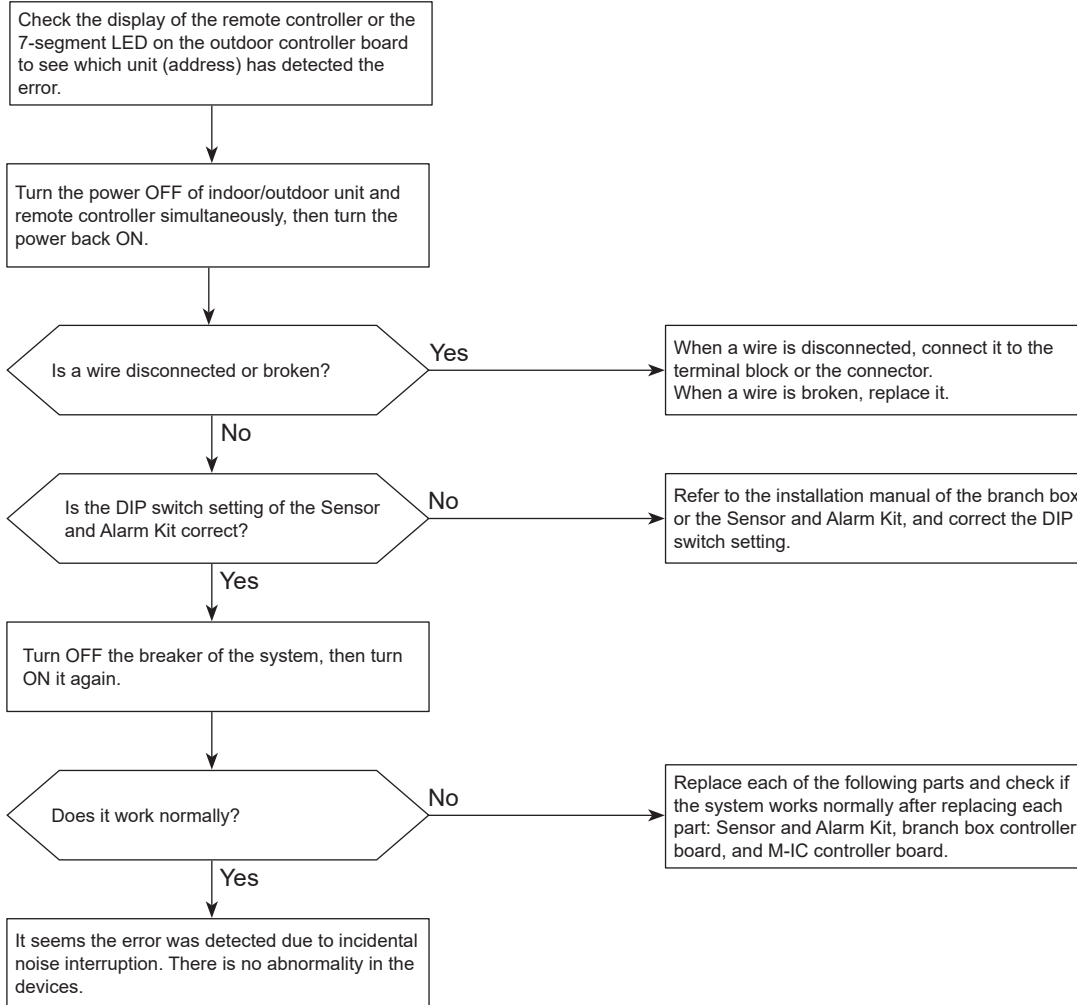 Check the display of the remote controller or the
7-segment LED on the outdoor controller board
to see which unit (address) has detected the
error.
Turn the power OFF of indoor/outdoor unit and
remote controller simultaneously, then turn the
power back ON.
Is a wire disconnected or broken?
Yes
When a wire is disconnected, connect it to the
terminal block or the connector.
When a wire is broken, replace it.
No
Is the DIP switch setting of the Sensor
and Alarm Kit correct?
No
Refer to the installation manual of the branch box
or the Sensor and Alarm Kit, and correct the DIP
switch setting.
Yes
Turn OFF the breaker of the system, then turn
ON it again.
Does it work normally?
No
Replace each of the following parts and check if
the system works normally after replacing each
part: Sensor and Alarm Kit, branch box controller
board, and M-IC controller board.
Yes
It seems the error was detected due to incidental
noise interruption. There is no abnormality in the
devices.